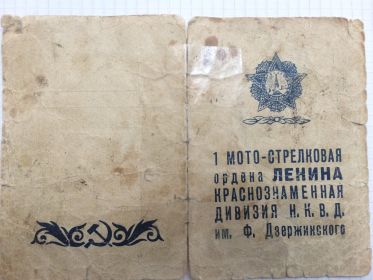 1 МОТО-СТРЕЛКОВАЯ
ордена ЛЕНИНА
КРАСНОЗНАМЕННАЯ
ДИВИЗИЯ Н.К.В.Д.
им. Ф. Дзержинского